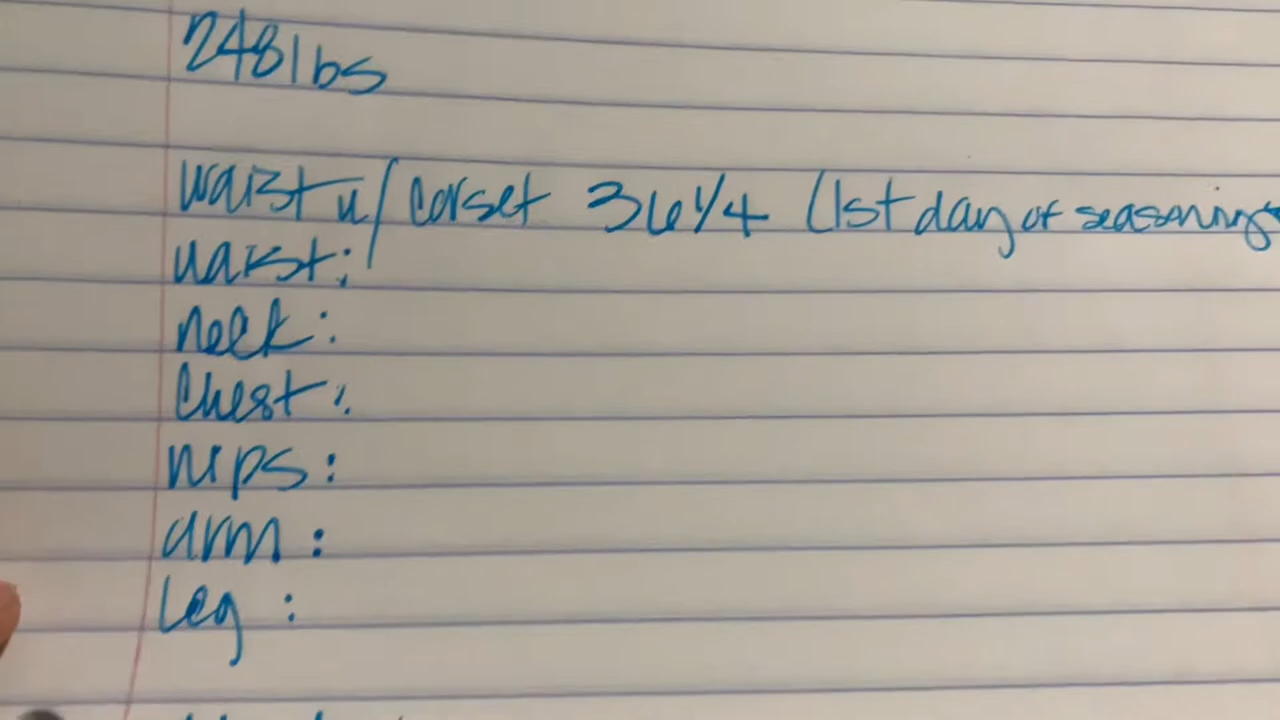 248lbs
waist w/ corset 36 1/4 (1st day of seasoning
waist:
neck:
chest:
hips:
arm:
leg: